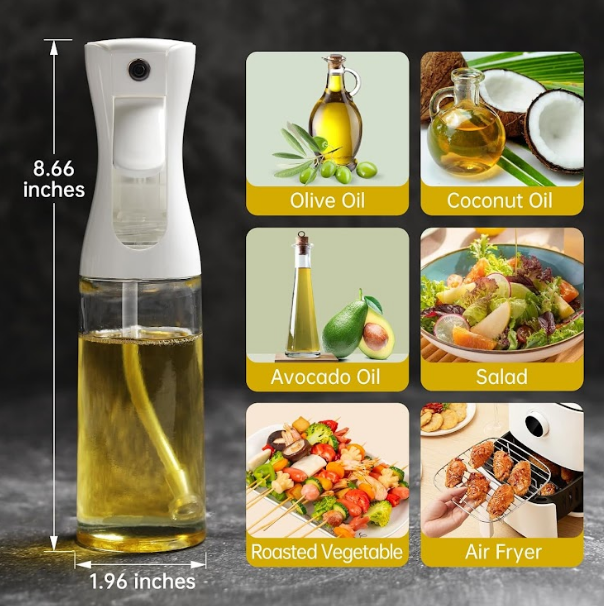 8.66
inches
1.96 inches
Olive Oil
Coconut Oil
Avocado Oil
Salad
Roasted Vegetable
Air Fryer